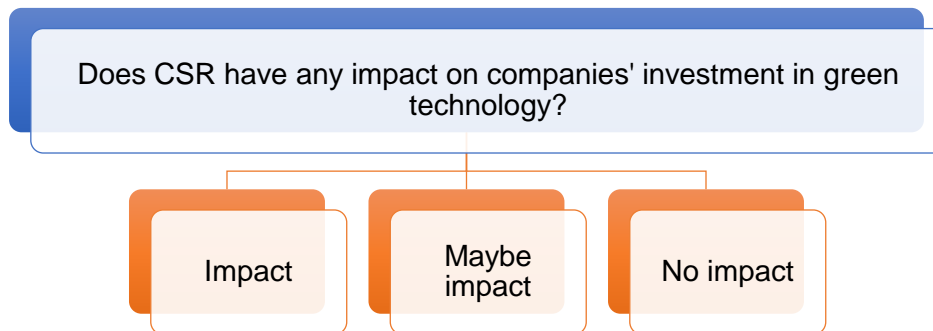 Does CSR have any impact on companies' investment in green
technology?
Impact
Maybe
impact
No impact